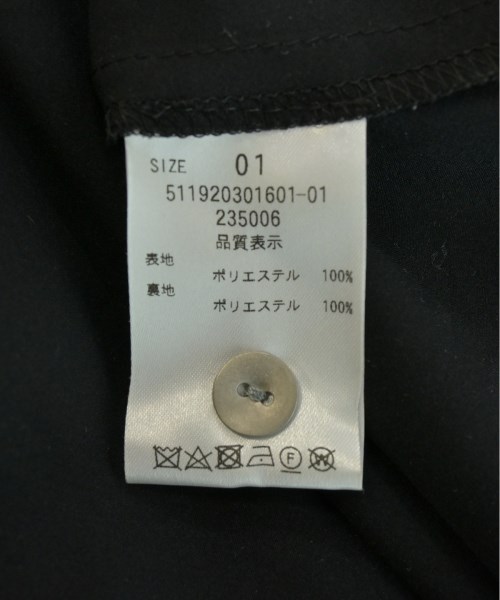 SIZE 01
511920301601-01
235006
品質表示
表地 ポリエステル 100%
裏地 ポリエステル 100%
F W